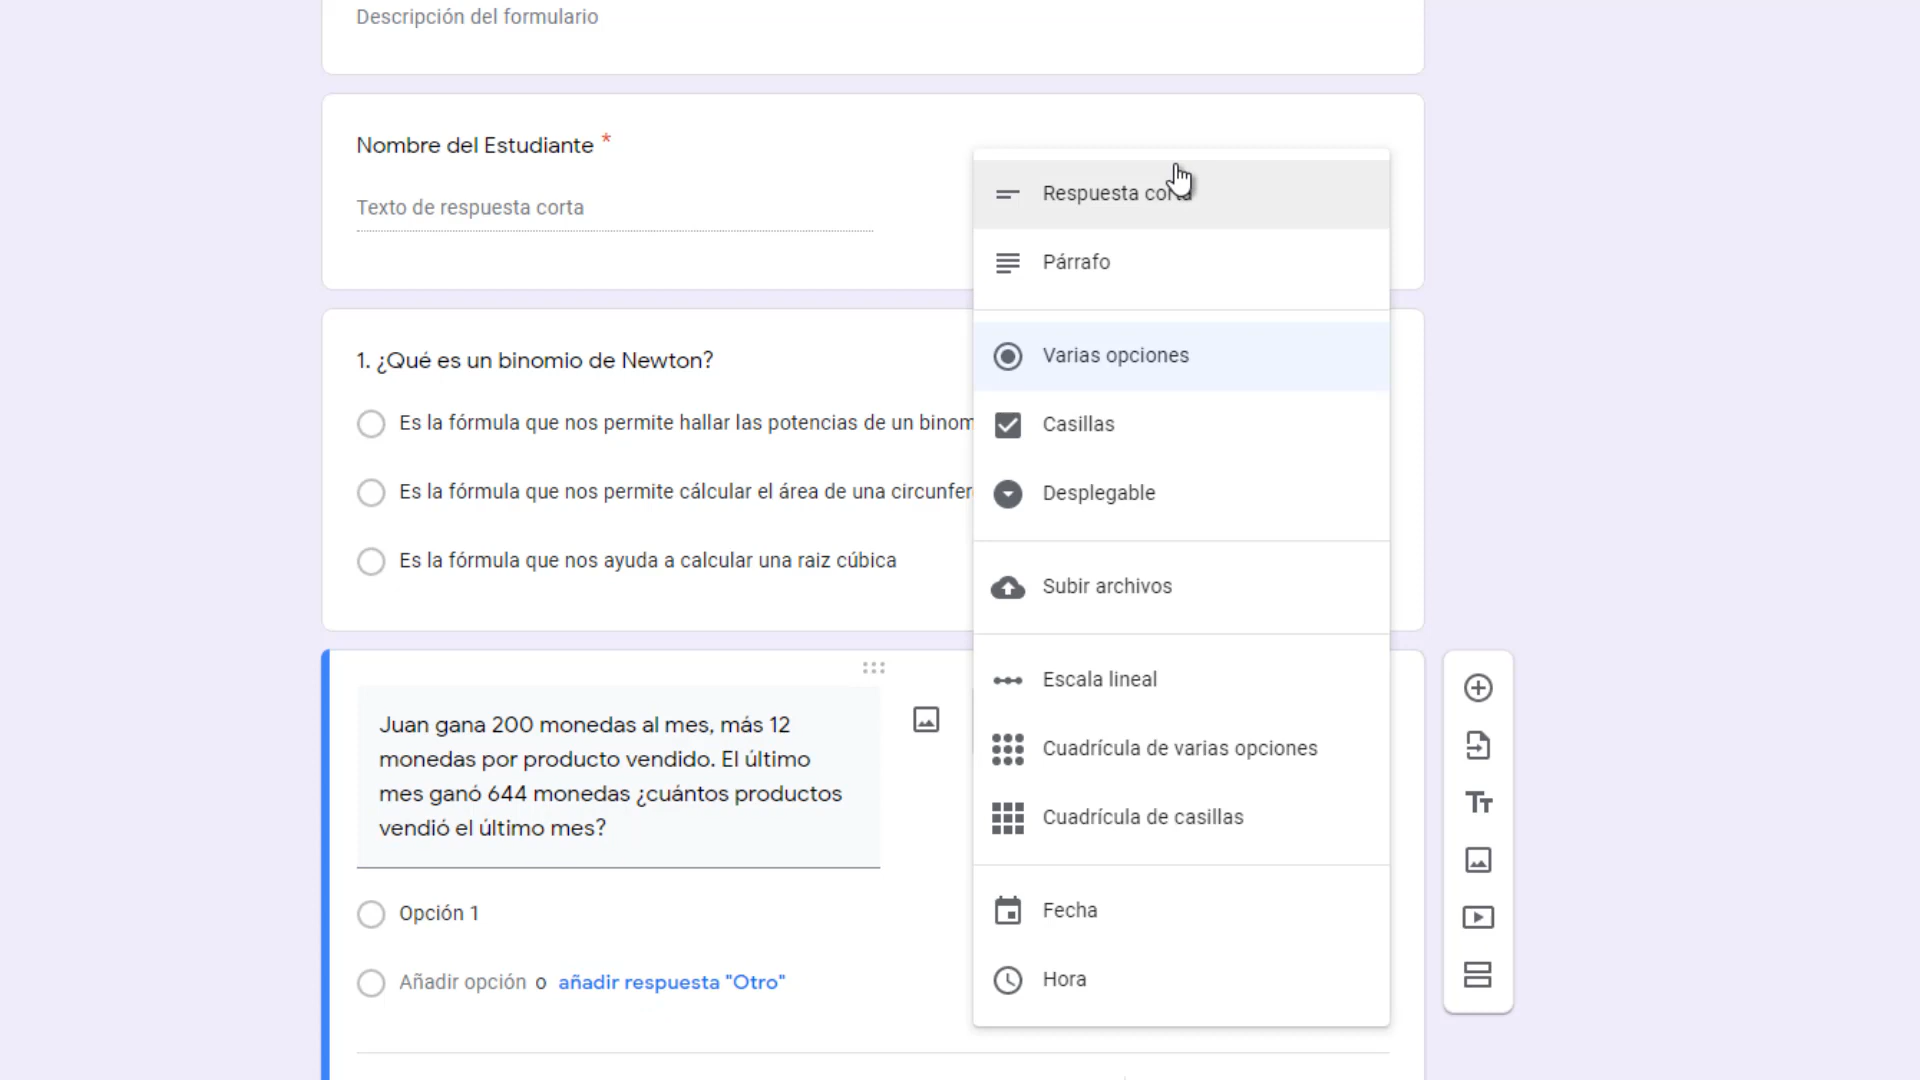 Descripción del formulario
Nombre del Estudiante *
Texto de respuesta corta
1. ¿Qué es un binomio de Newton?
Es la fórmula que nos permite hallar las potencias de un binom
Es la fórmula que nos permite cálcular el área de una circunfer
Es la fórmula que nos ayuda a calcular una raiz cúbica
Juan gana 200 monedas al mes, más 12
monedas por producto vendido. El último
mes ganó 644 monedas ¿cuántos productos
vendió el último mes?
Opción 1
Añadir opción o añadir respuesta "Otro"
Respuesta corta
Párrafo
Varias opciones
Casillas
Desplegable
Subir archivos
Escala lineal
Cuadrícula de varias opciones
Cuadrícula de casillas
Fecha
Hora
Tт